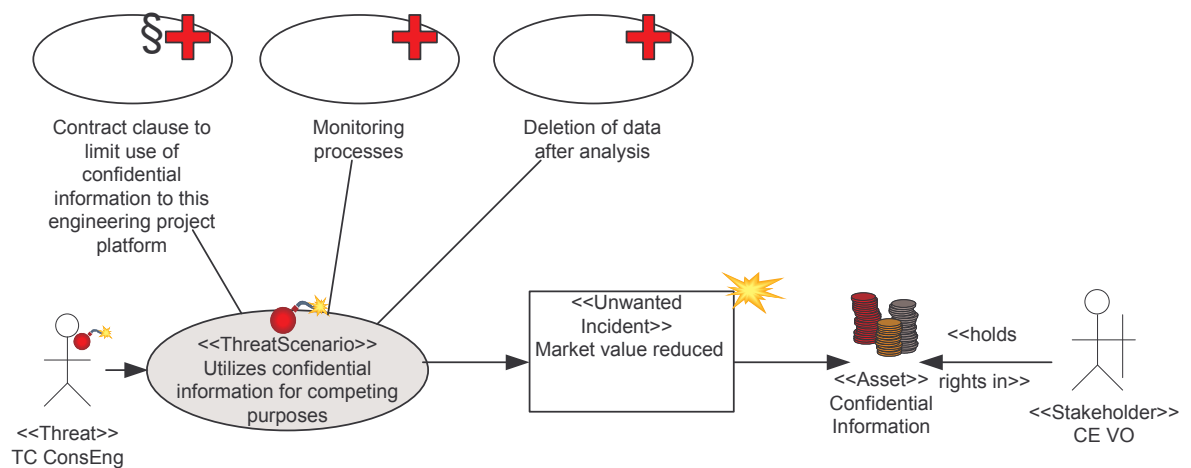 §
Contract clause to
limit use of
confidential
information to this
engineering project
platform
Monitoring
processes
Deletion of data
after analysis
<<Threat>>
TC ConsEng
<<ThreatScenario>>
Utilizes confidential
information for competing
purposes
<<Unwanted
Incident>>
Market value reduced
<<Asset>>
Confidential
Information
<<holds
rights in>>
<<Stakeholder>>
CE VO